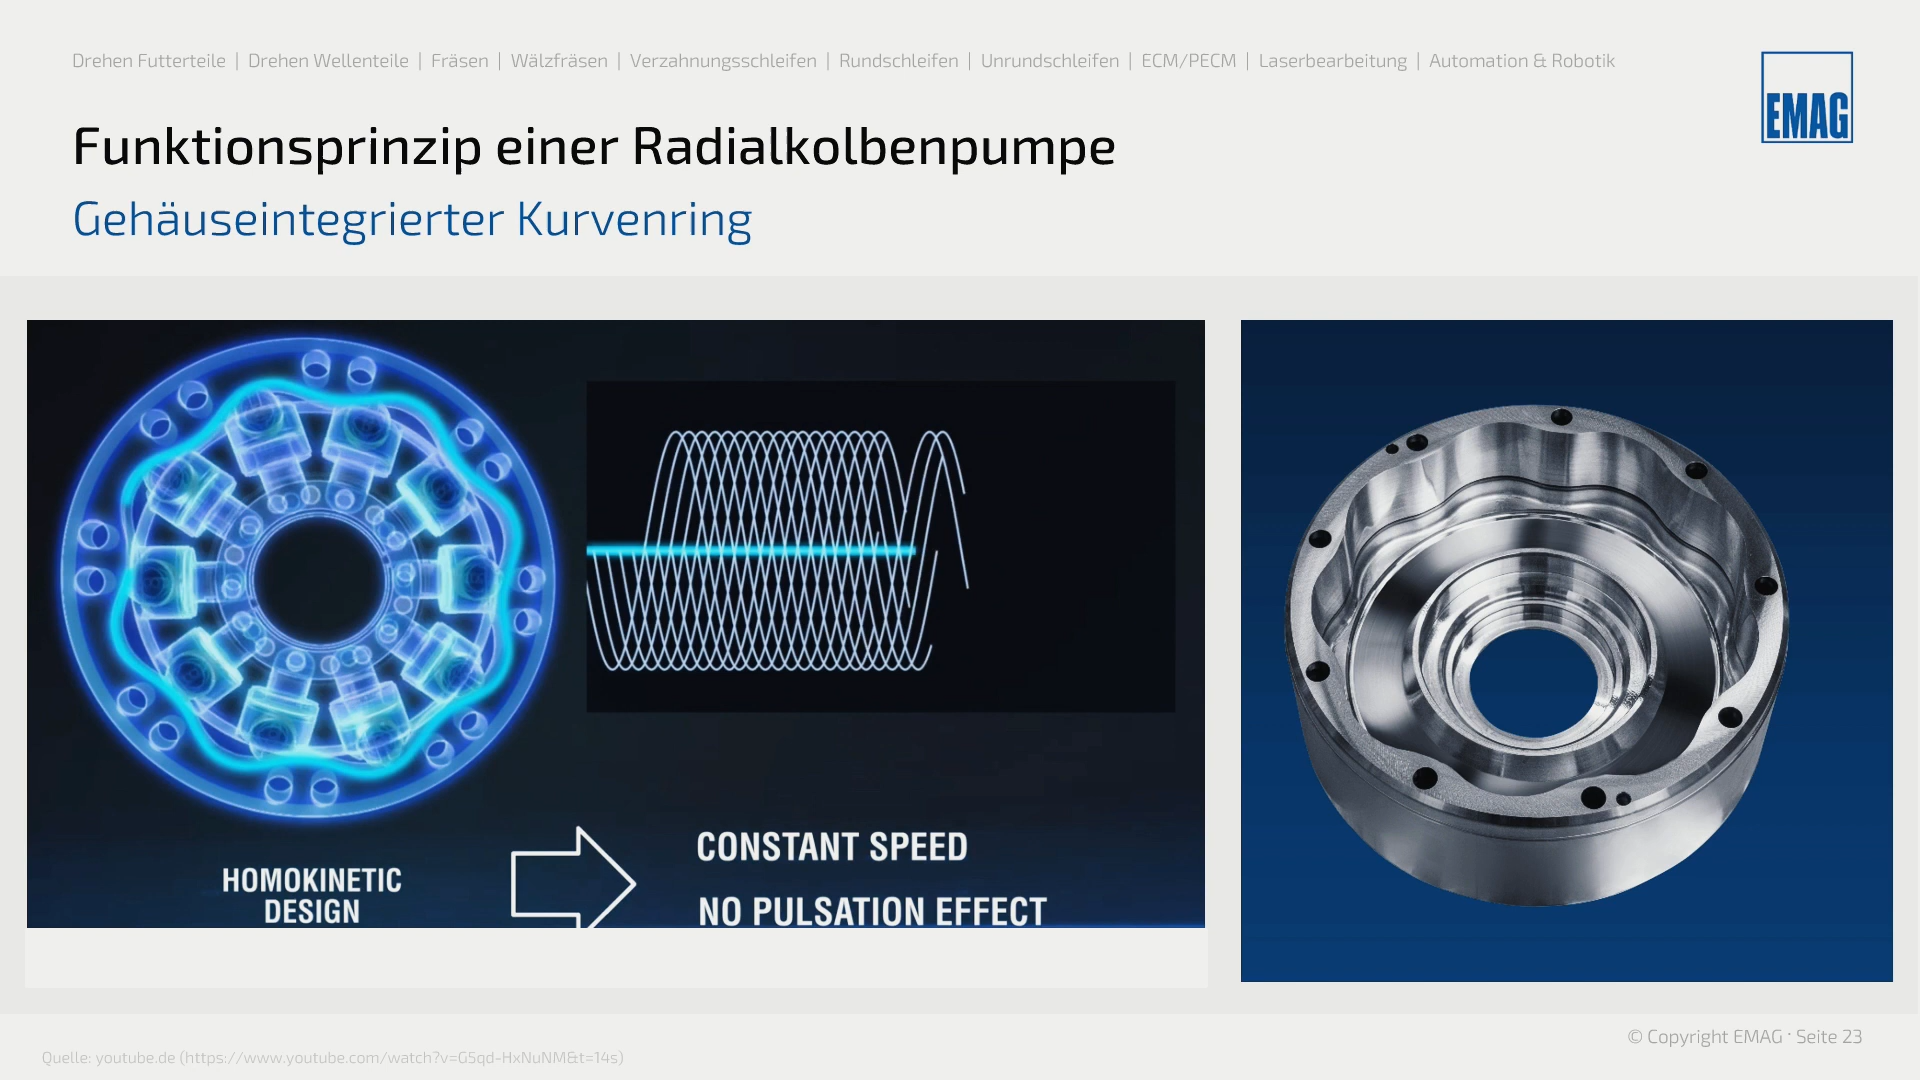 Drehen Futterteile | Drehen Wellenteile | Fräsen | Wälzfräsen | Verzahnungsschleifen | Rundschleifen | Unrundschleifen | ECM/PECM | Laserbearbeitung | Automation & Robotik
EMAG
Funktionsprinzip einer Radialkolbenpumpe
Gehäuseintegrierter Kurvenring
HOMOKINETIC
DESIGN
CONSTANT SPEED
NO PULSATION EFFECT
© Copyright EMAG · Seite 23
Quelle: youtube.de (https://www.youtube.com/watch?v=G5qd-HxNuNM&t=14s)